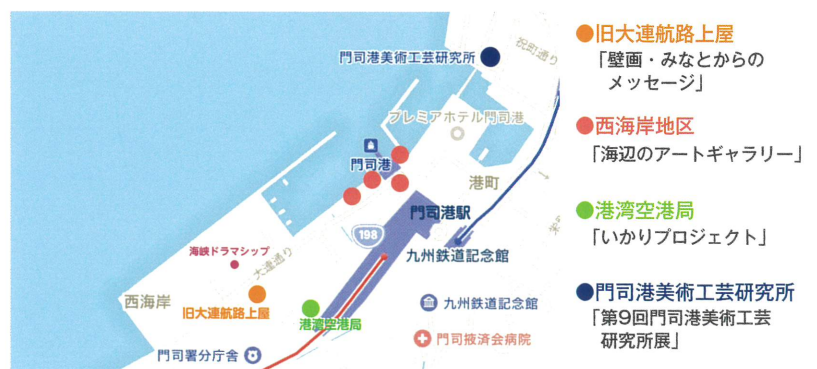 門司港美術工芸研究所
祝町通り
プレミアホテル門司港
門司港
港町
門司港駅
198
九州鉄道記念館
海峡ドラマシップ
大連通り
西海岸
旧大連航路上屋
港湾空港局
九州鉄道記念館
門司掖済会病院
門司署分庁舎
●旧大連航路上屋
「壁画・みなとからの
メッセージ」
●西海岸地区
「海辺のアートギャラリー」
●港湾空港局
「いかりプロジェクト」
●門司港美術工芸研究所
「第9回門司港美術工芸
研究所展」